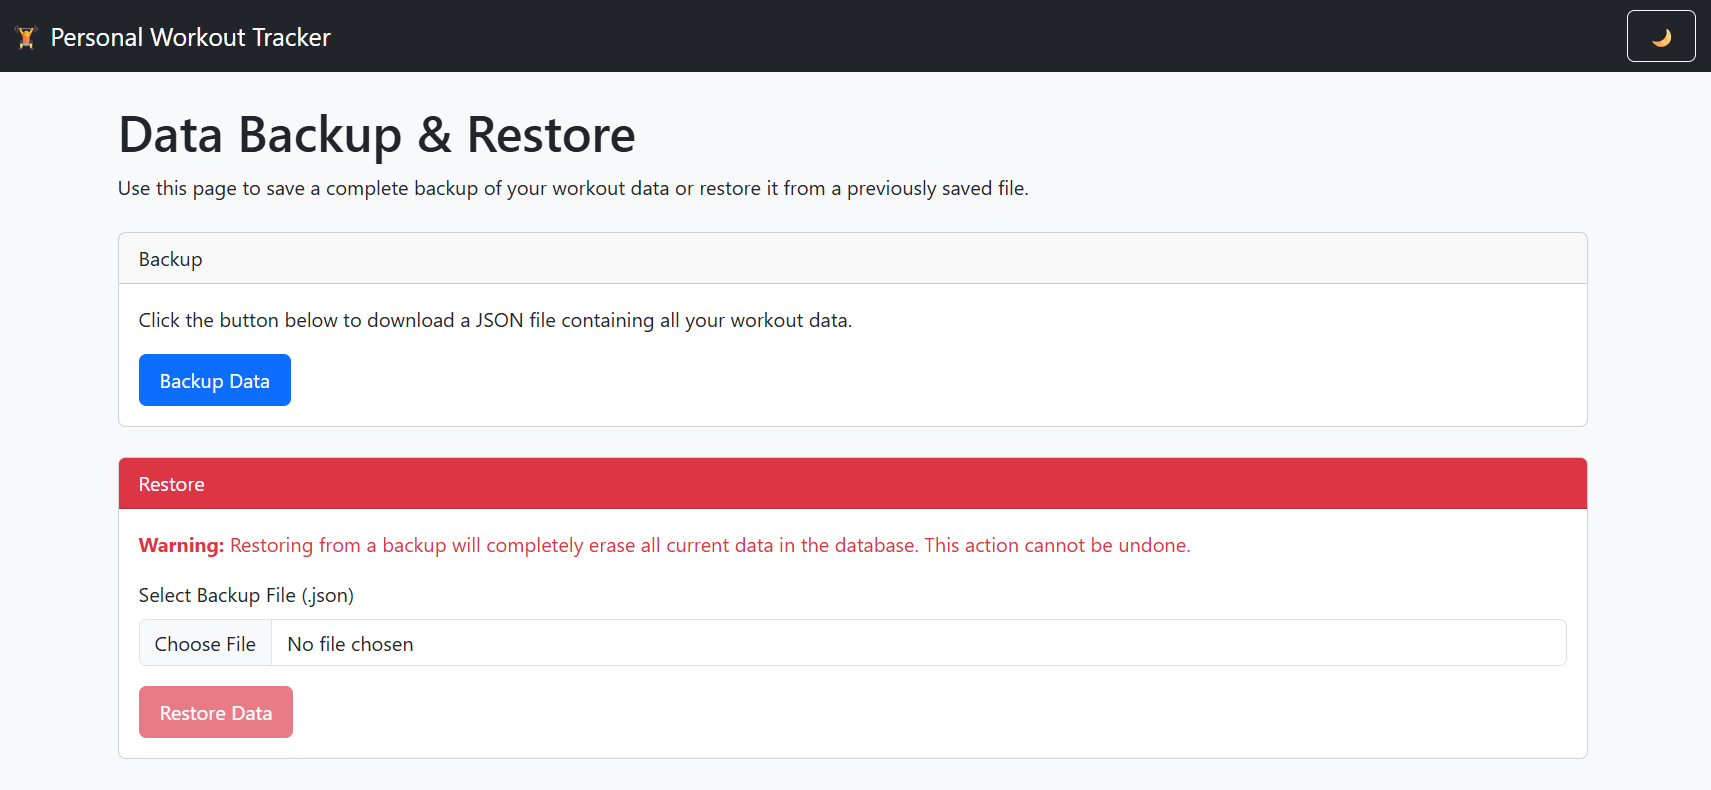 Personal Workout Tracker
Data Backup & Restore
Use this page to save a complete backup of your workout data or restore it from a previously saved file.
Backup
Click the button below to download a JSON file containing all your workout data.
Backup Data
Restore
Warning: Restoring from a backup will completely erase all current data in the database. This action cannot be undone.
Select Backup File (.json)
Choose File No file chosen
Restore Data